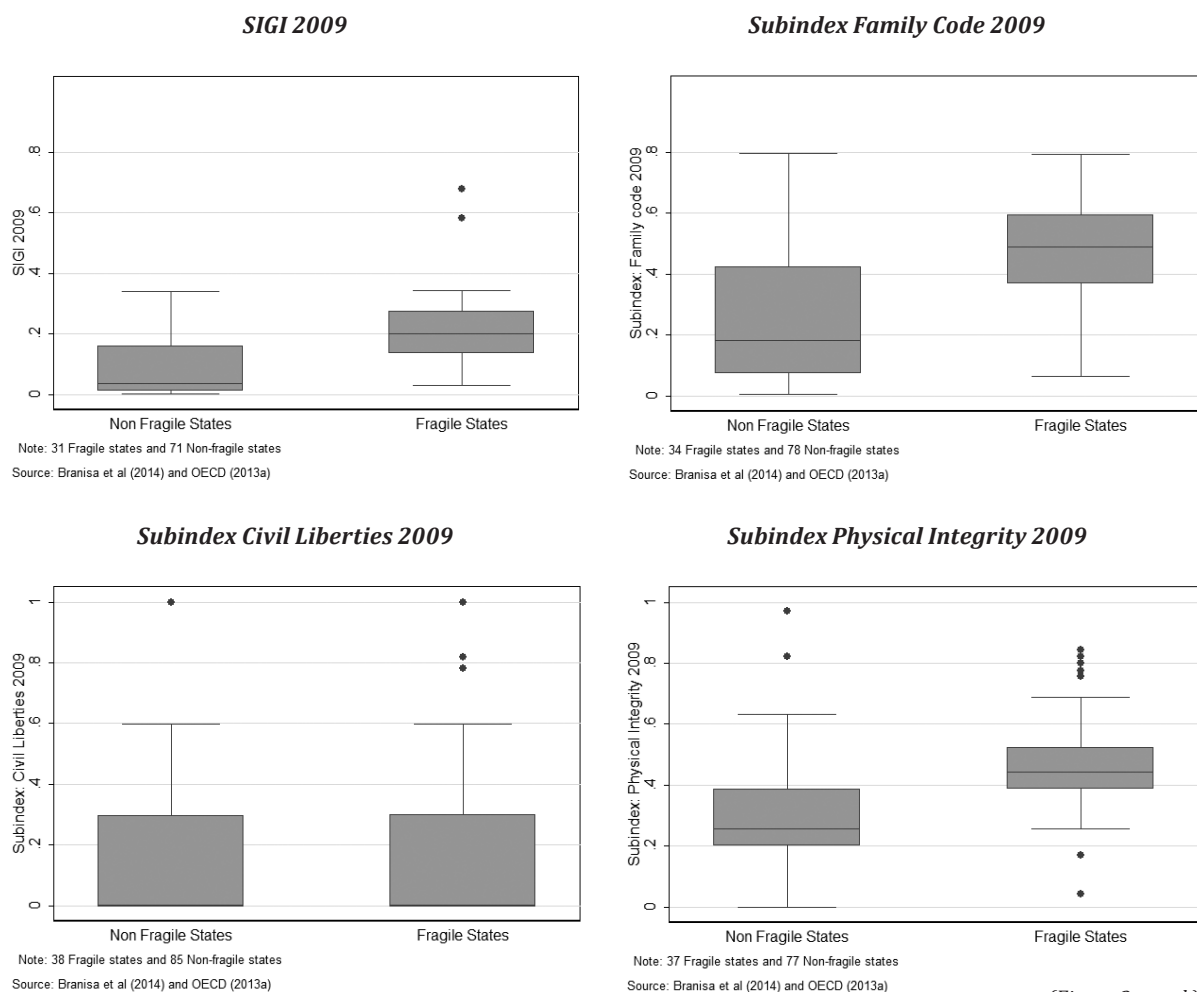 SIGI 2009
SIGI 2009
0 .2 .4 .6 .8
Non Fragile States Fragile States
Note: 31 Fragile states and 71 Non-fragile states
Source: Branisa et al (2014) and OECD (2013a)
Subindex Family Code 2009
Subindex: Family code 2009
0 .2 .4 .6 .8
Non Fragile States Fragile States
Note: 34 Fragile states and 78 Non-fragile states
Source: Branisa et al (2014) and OECD (2013a)
Subindex Civil Liberties 2009
Subindex: Civil Liberties 2009
0 .2 .4 .6 .8 1
Non Fragile States Fragile States
Note: 38 Fragile states and 85 Non-fragile states
Source: Branisa et al (2014) and OECD (2013a)
Subindex Physical Integrity 2009
Subindex: Physical Integrity 2009
0 .2 .4 .6 .8 1
Non Fragile States Fragile States
Note: 37 Fragile states and 77 Non-fragile states
Source: Branisa et al (2014) and OECD (2013a)